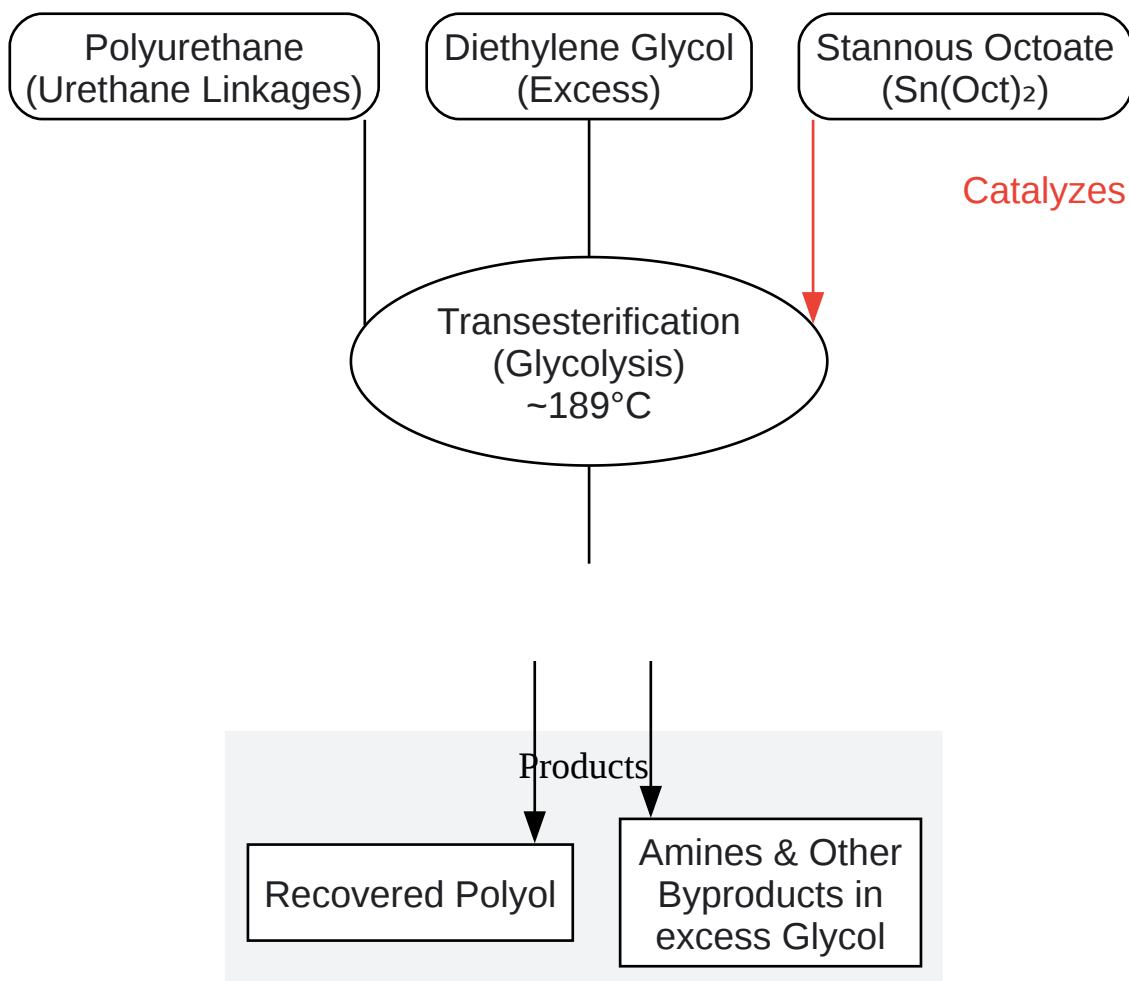 Polyurethane
(Urethane Linkages)
Diethylene Glycol
(Excess)
Stannous Octoate
(Sn(Oct)₂)
Catalyzes
Transesterification
(Glycolysis)
~189°C
Products
Recovered Polyol
Amines & Other
Byproducts in
excess Glycol